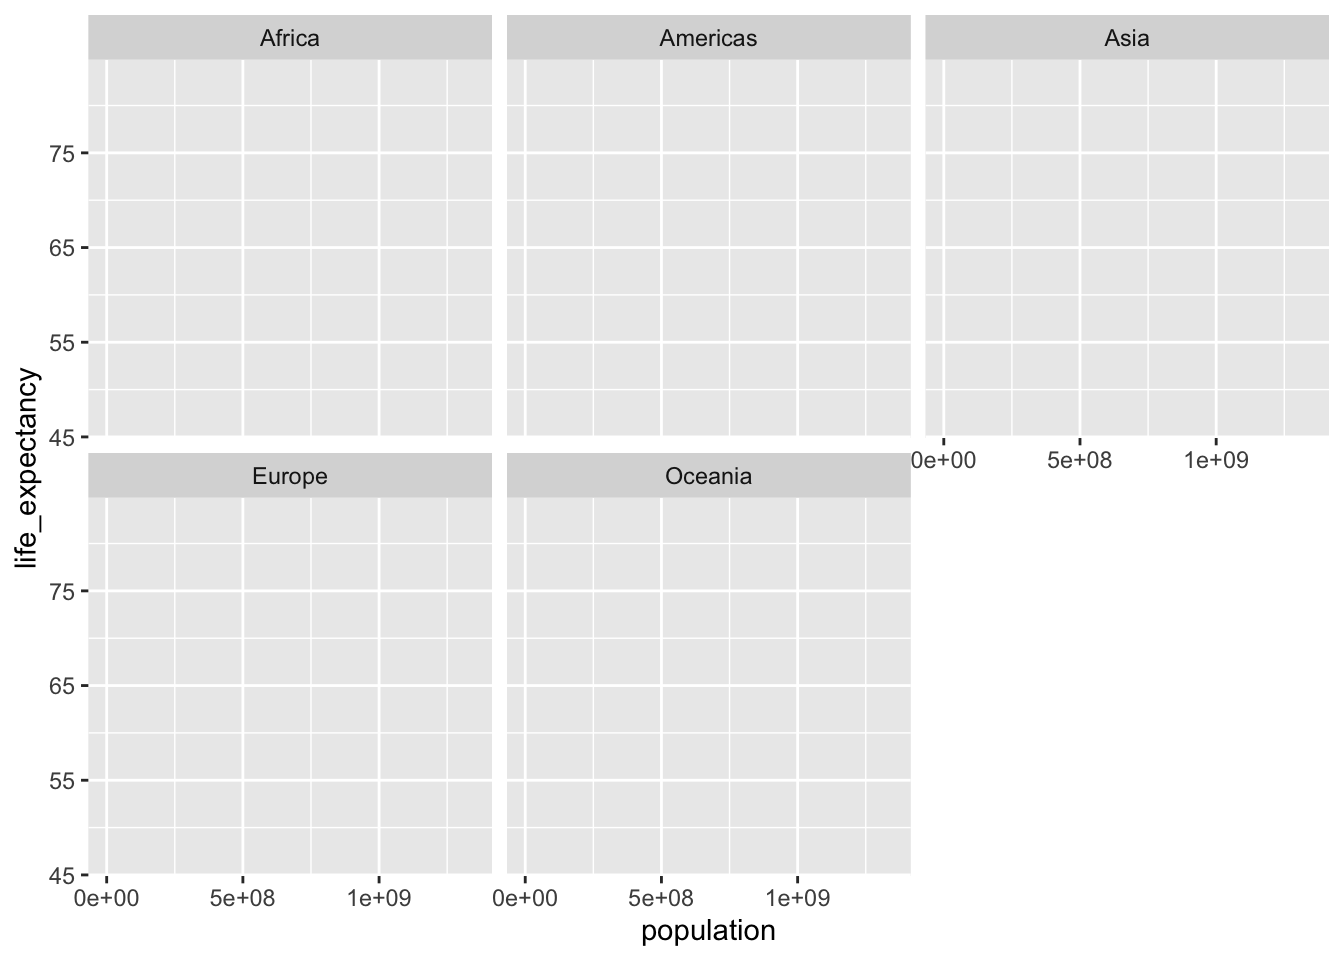 Africa Americas Asia
75
65
55
45
0e+00 5e+08 1e+09
Europe Oceania
75
65
55
45
0e+00 5e+08 1e+09 0e+00 5e+08 1e+09
population
life_expectancy